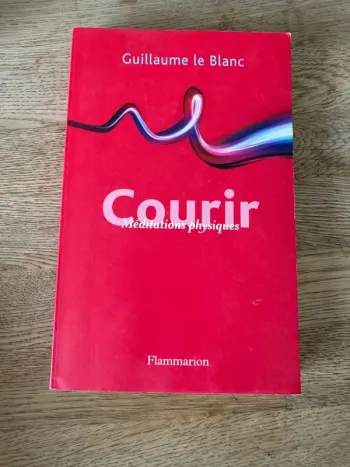 Guillaume le Blanc
Courir
Méditations physiques
Flammarion